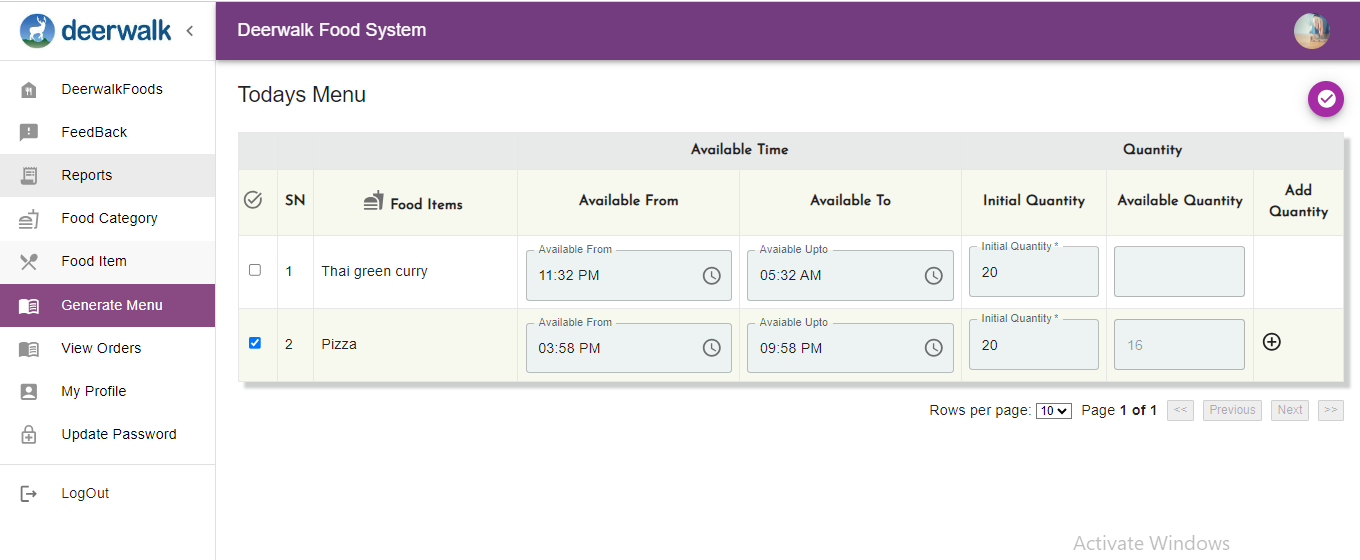 deerwalk
Deerwalk Food System
DeerwalkFoods
FeedBack
Reports
Food Category
Food Item
Generate Menu
View Orders
My Profile
Update Password
LogOut
Todays Menu
Available Time Quantity
SN Food Items Available From Available To Initial Quantity Available Quantity Add
Quantity
Available From Avaiable Upto Initial Quantity *
1 Thai green curry 11:32 PM 05:32 AM 20
Available From Avaiable Upto Initial Quantity *
2 Pizza 03:58 PM 09:58 PM 20 16
Rows per page: 10 Page 1 of 1 << Previous Next >>
Activate Windows